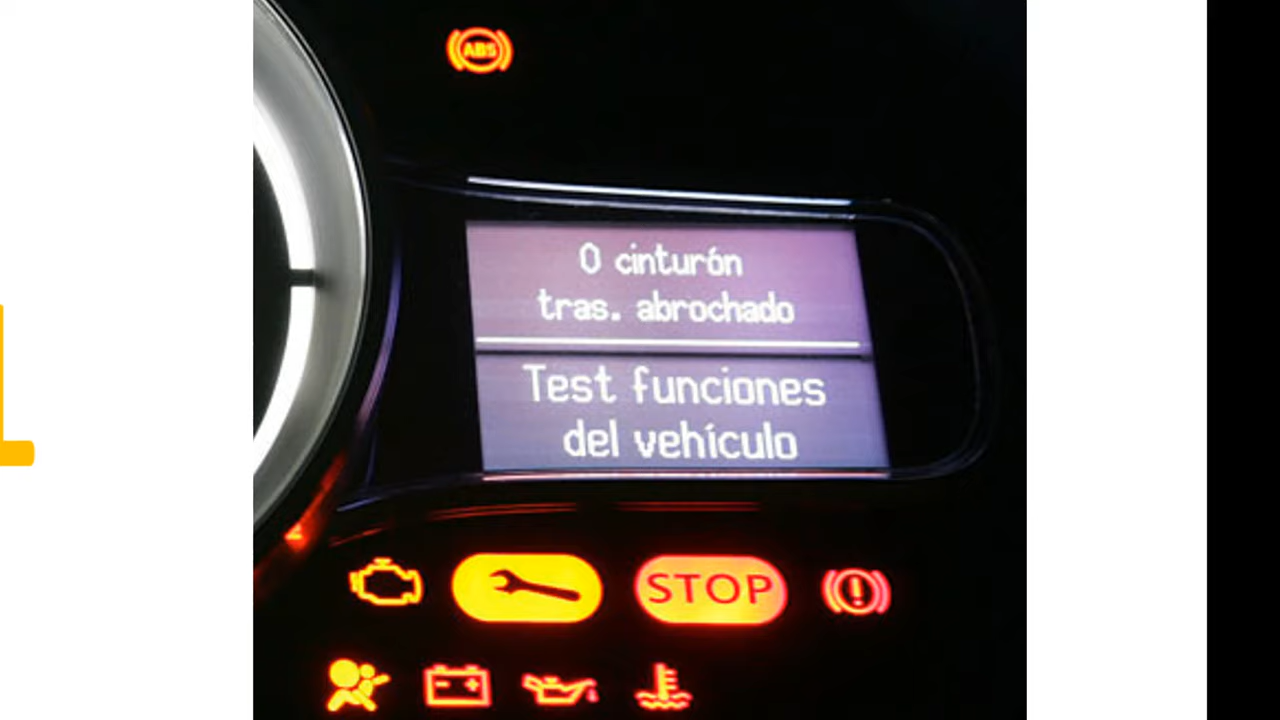 ABS
0 cinturón
tras. abrochado
Test funciones
del vehículo
STOP